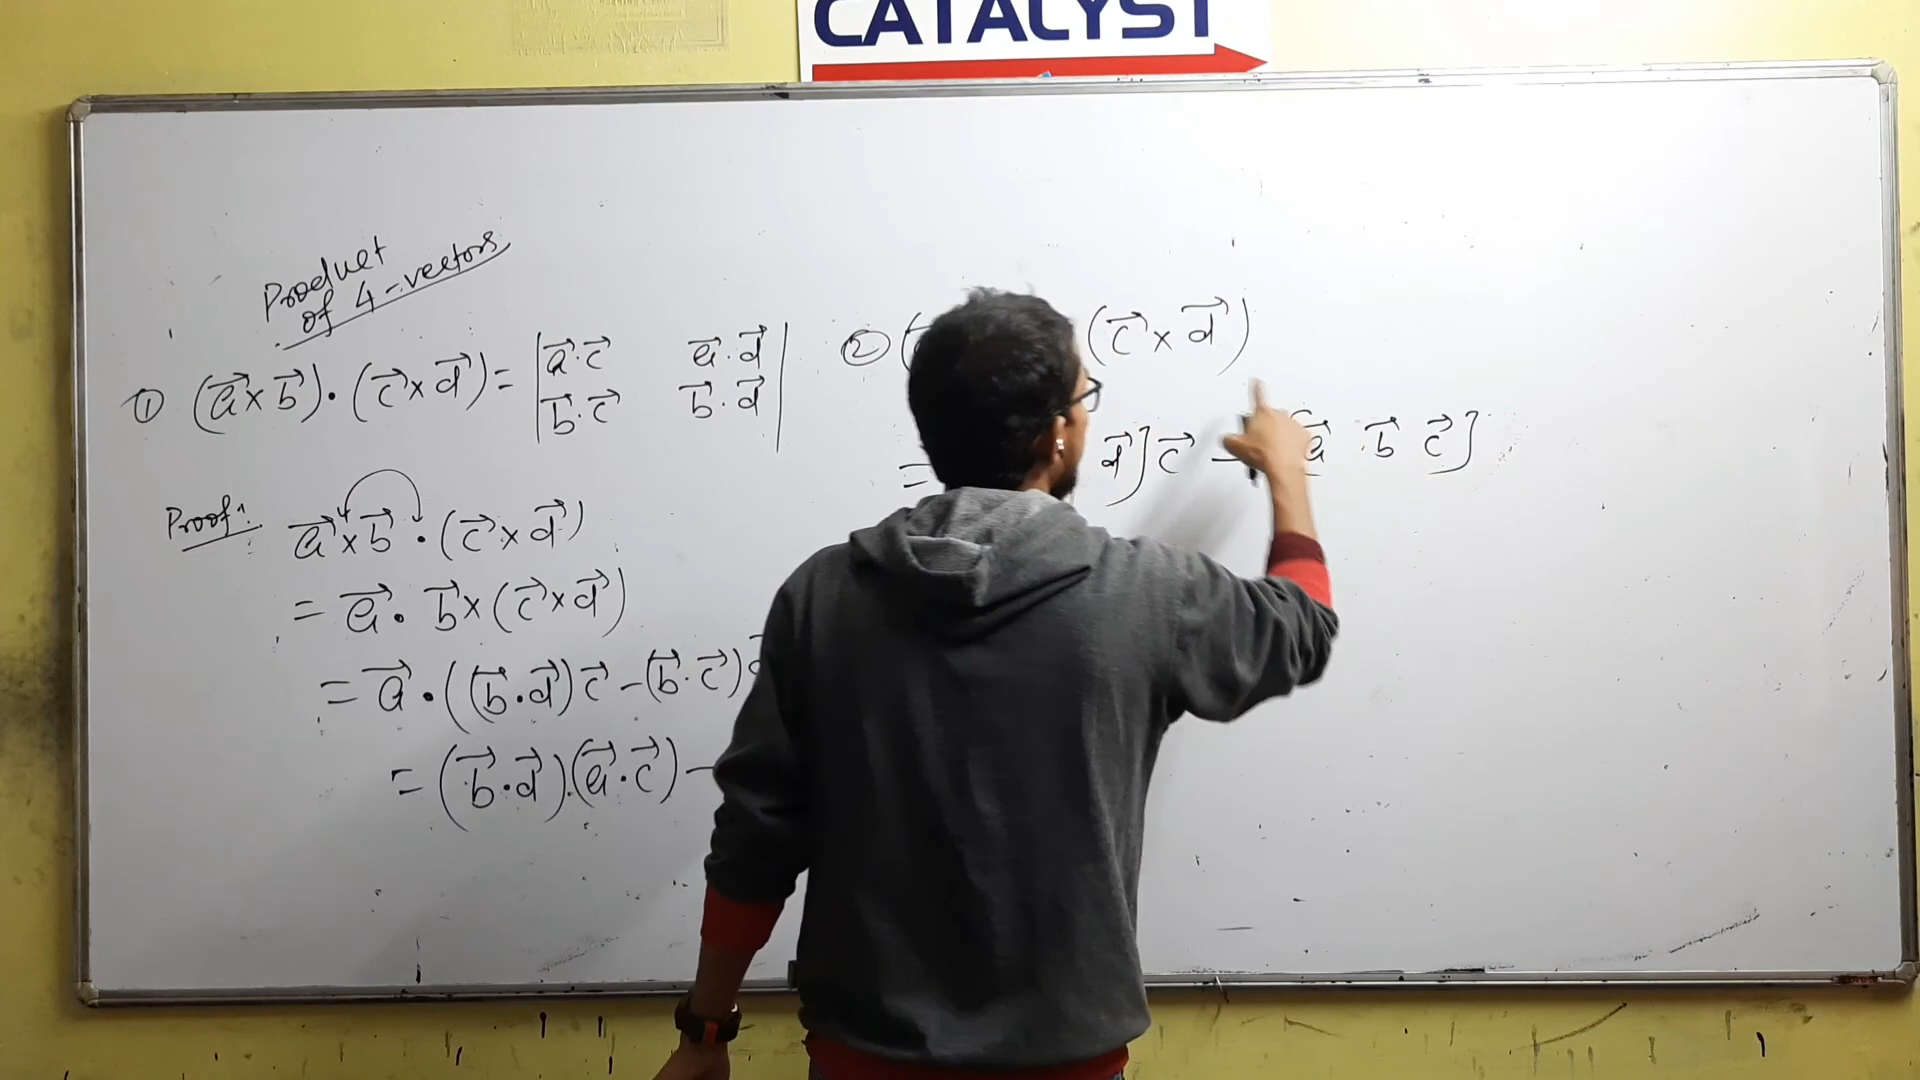 CATALYST
Product
of 4-vectors
① (a⃗×b⃗)·(c⃗×d⃗) = |a⃗·c⃗ a⃗·d⃗|
|b⃗·c⃗ b⃗·d⃗|
Proof:
a⃗×b⃗·(c⃗×d⃗)
= a⃗· b⃗×(c⃗×d⃗)
= a⃗·((b⃗·d⃗)c⃗-(b⃗·c⃗)
= (b⃗·d⃗).(a⃗·c⃗)-
② ( (c⃗×d⃗)
= d⃗]c⃗ - [a⃗ b⃗ c⃗]